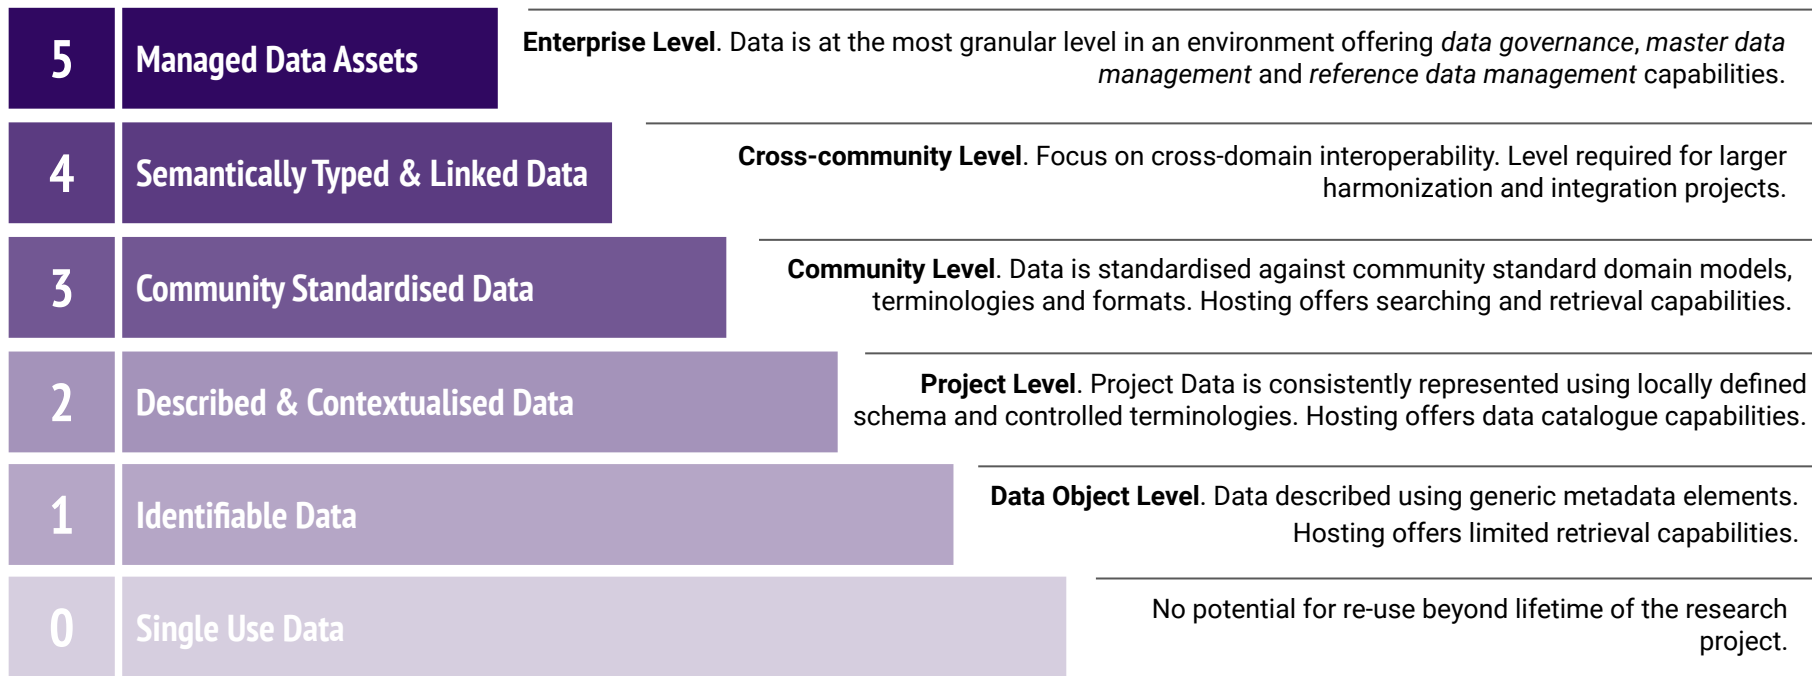 5
Managed Data Assets
Enterprise Level. Data is at the most granular level in an environment offering data governance, master data
management and reference data management capabilities.
4
Semantically Typed & Linked Data
Cross-community Level. Focus on cross-domain interoperability. Level required for larger
harmonization and integration projects.
3
Community Standardised Data
Community Level. Data is standardised against community standard domain models,
terminologies and formats. Hosting offers searching and retrieval capabilities.
2
Described & Contextualised Data
Project Level. Project Data is consistently represented using locally defined
schema and controlled terminologies. Hosting offers data catalogue capabilities.
1
Identifiable Data
Data Object Level. Data described using generic metadata elements.
Hosting offers limited retrieval capabilities.
0
Single Use Data
No potential for re-use beyond lifetime of the research
project.